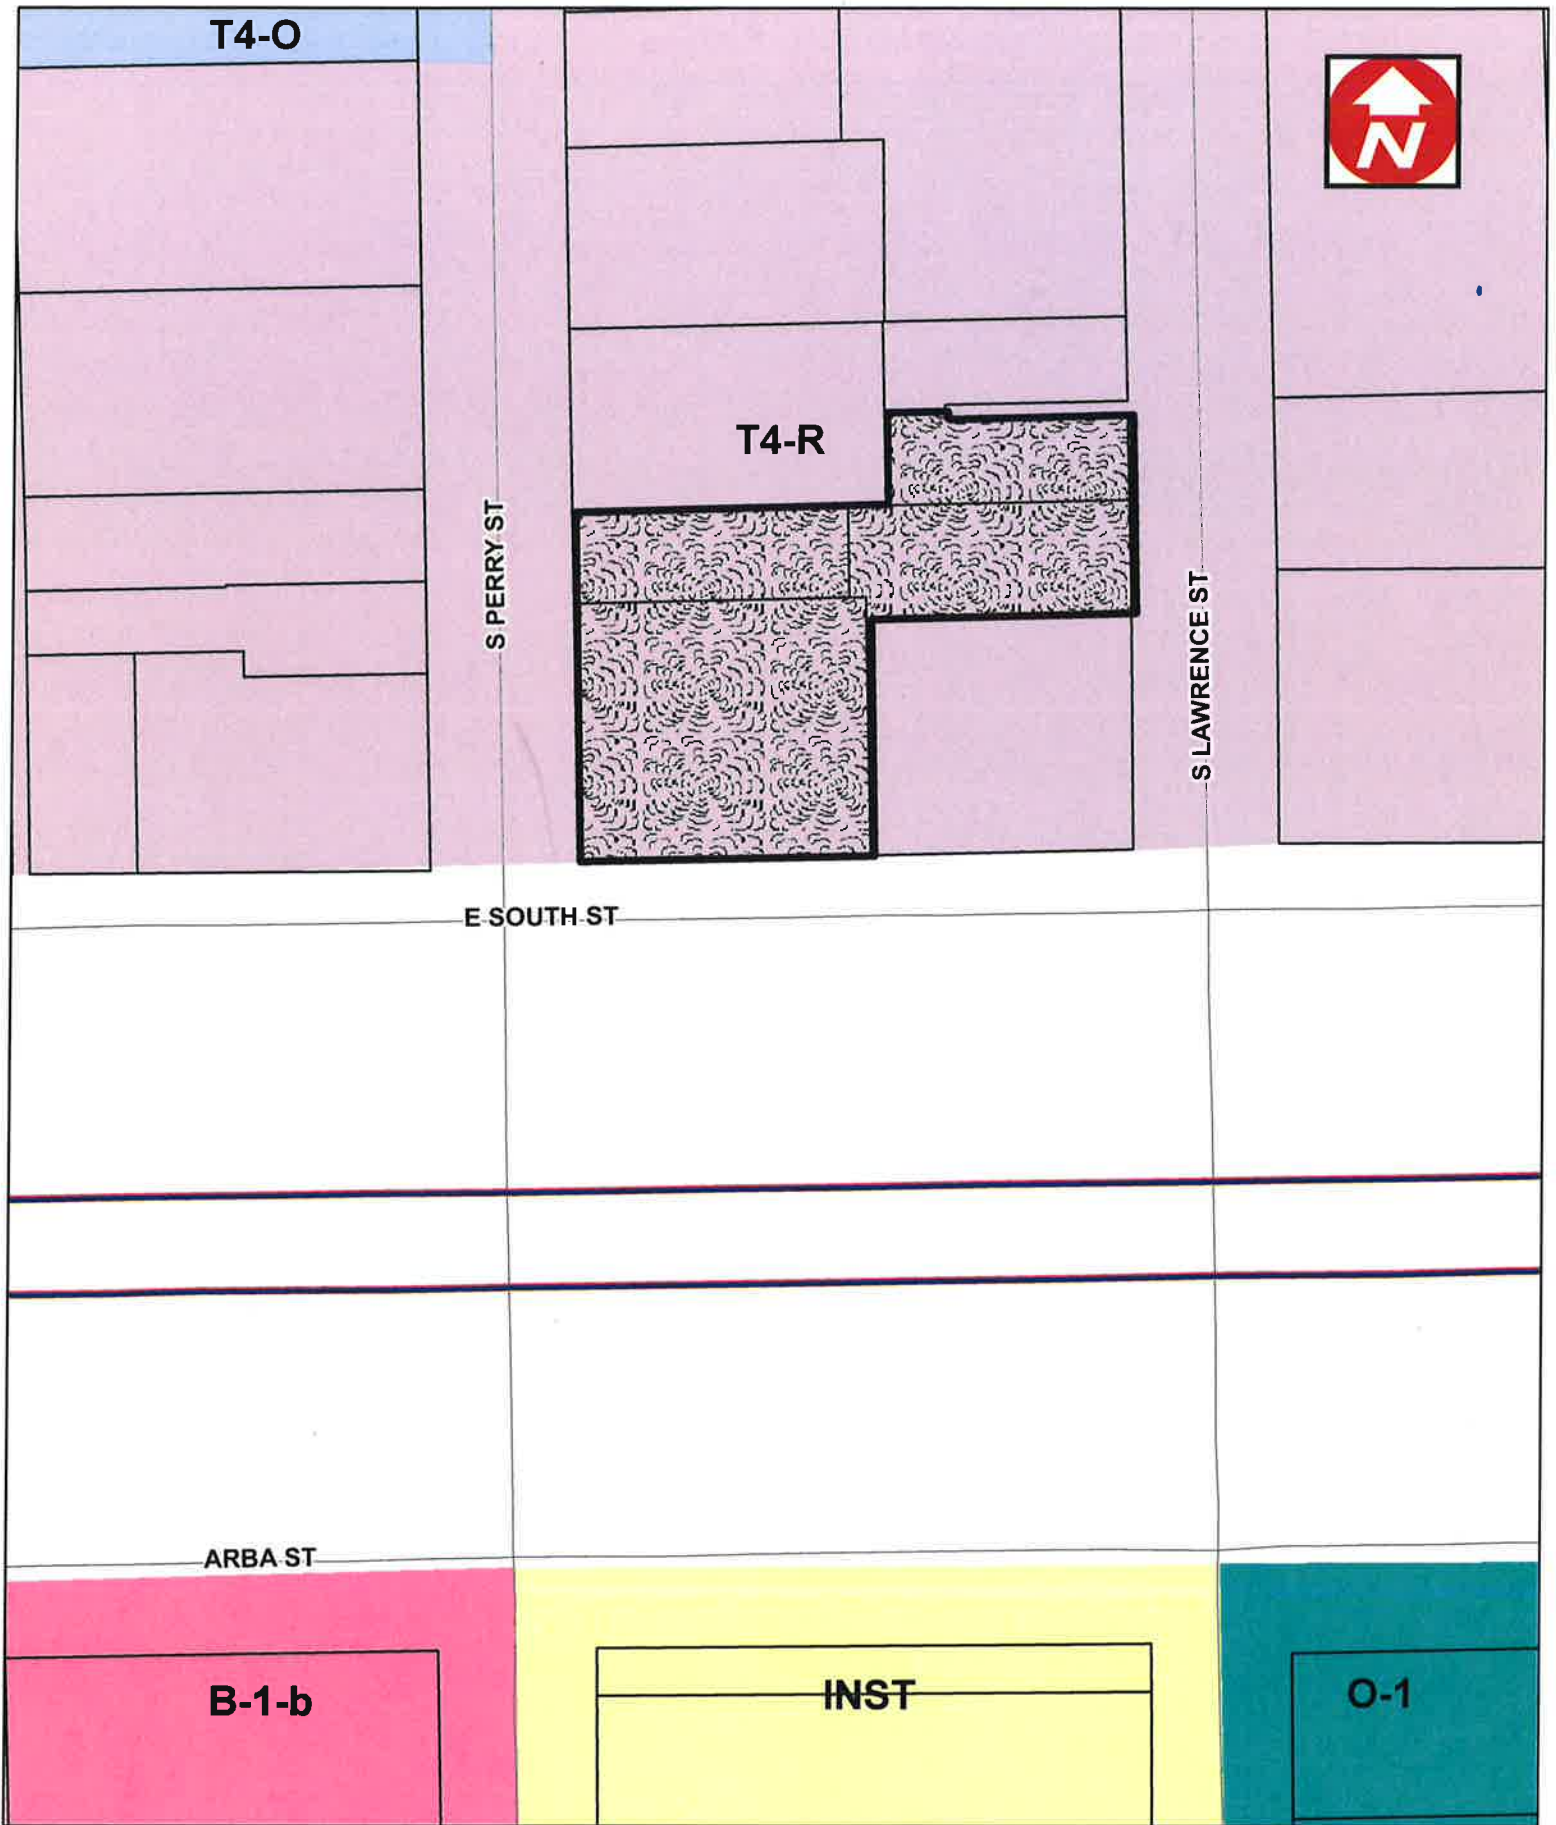 T4-O
N
T4-R
S PERRY ST
S LAWRENCE ST
E SOUTH ST
ARBA ST
B-1-b
INST
O-1